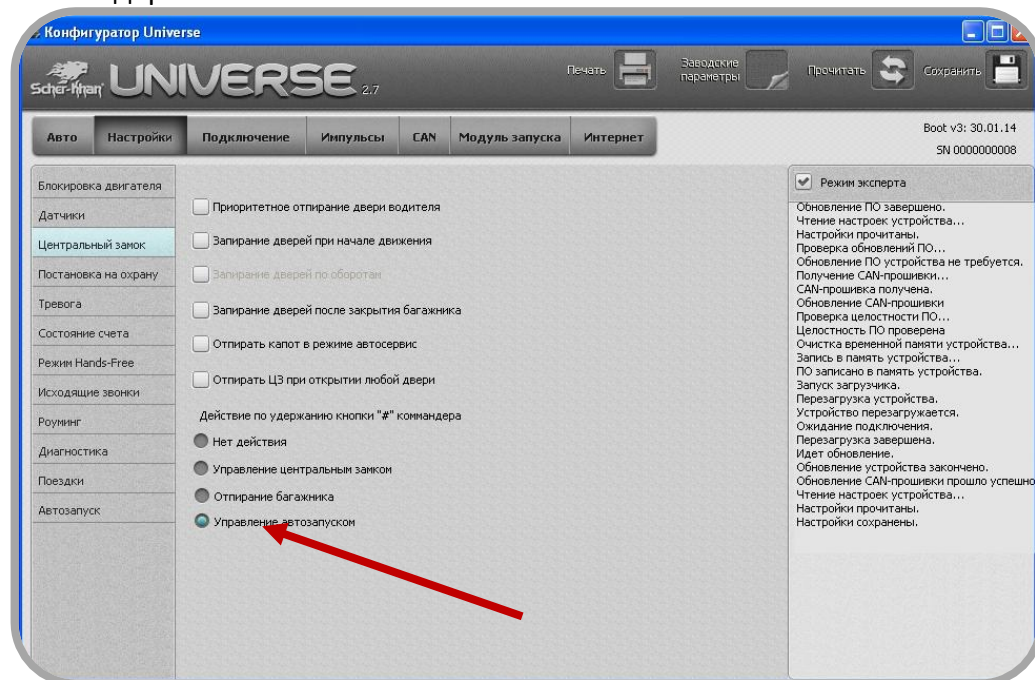 Конфигуратор Universe
Scher-Khan UNIVERSE 2.7
Печать
Заводские
параметры
Прочитать
Сохранить
Авто
Настройки
Подключение
Импульсы
CAN
Модуль запуска
Интернет
Boot v3: 30.01.14
SN 0000000008
Блокировка двигателя
Датчики
Центральный замок
Постановка на охрану
Тревога
Состояние счета
Режим Hands-Free
Исходящие звонки
Роуминг
Диагностика
Поездки
Автозапуск
Приоритетное отпирание двери водителя
Запирание дверей при начале движения
Запирание дверей по оборотам
Запирание дверей после закрытия багажника
Отпирать капот в режиме автосервис
Отпирать ЦЗ при открытии любой двери
Действие по удержанию кнопки "#" коммандера
Нет действия
Управление центральным замком
Отпирание багажника
Управление автозапуском
Режим эксперта
Обновление ПО завершено.
Чтение настроек устройства...
Настройки прочитаны.
Проверка обновлений ПО...
Обновление ПО устройства не требуется.
Получение CAN-прошивки...
CAN-прошивка получена.
Обновление CAN-прошивки
Проверка целостности ПО...
Целостность ПО проверена
Очистка временной памяти устройства...
Запись в память устройства...
ПО записано в память устройства.
Запуск загрузчика.
Перезагрузка устройства.
Устройство перезагружается.
Ожидание подключения.
Перезагрузка завершена.
Идет обновление.
Обновление устройства закончено.
Обновление CAN-прошивки прошло успешно
Чтение настроек устройства...
Настройки прочитаны.
Настройки сохранены.